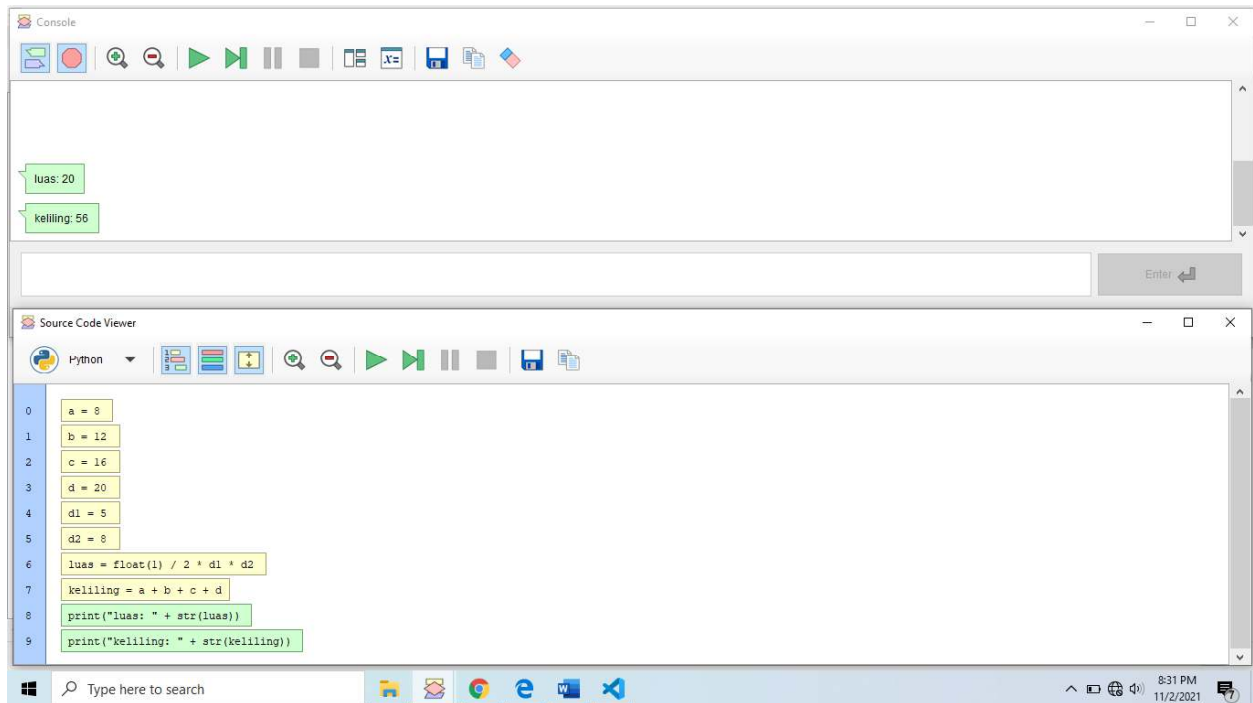 Console
x=
luas: 20
keliling: 56
Enter
Source Code Viewer
Python
0 a = 8
1 b = 12
2 c = 16
3 d = 20
4 d1 = 5
5 d2 = 8
6 luas = float(1) / 2 * d1 * d2
7 keliling = a + b + c + d
8 print("luas: " + str(luas))
9 print("keliling: " + str(keliling))
Type here to search
8:31 PM
11/2/2021
7